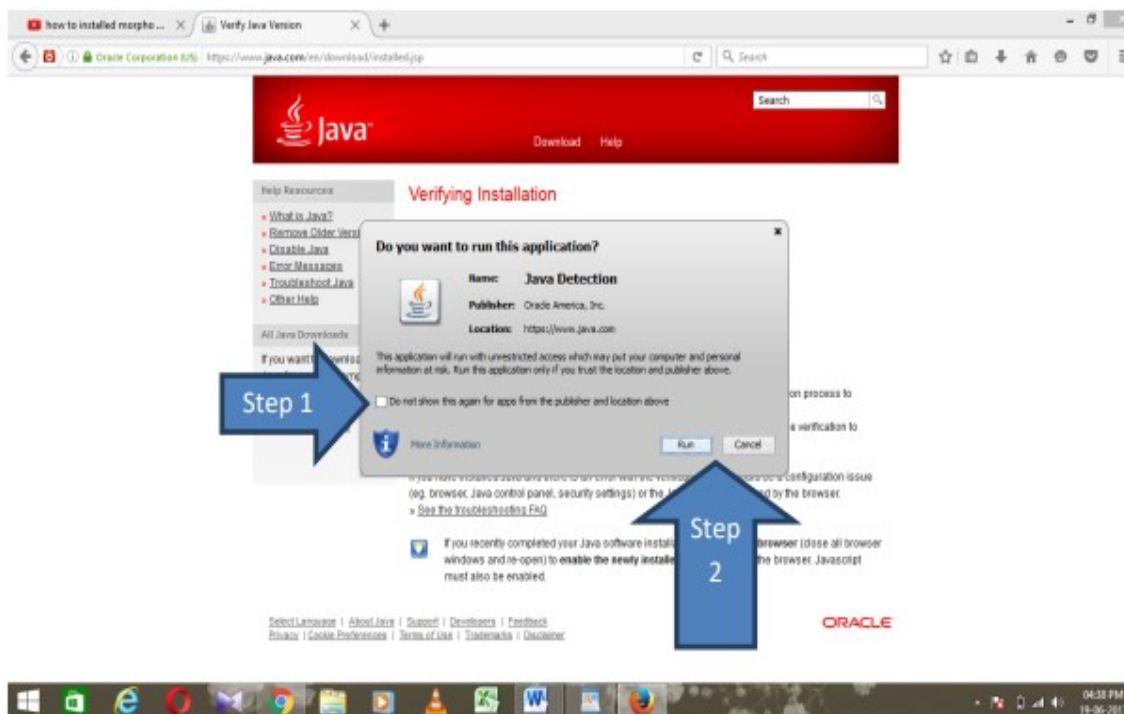 how to installed morpho ...
Verify Java Version
Oracle Corporation (US)
https://www.java.com/en/download/installed.jsp
Search
Java
Search
Download
Help
Help Resources
» What is Java?
» Remove Older Versi
» Disable Java
» Error Messages
» Troubleshoot Java
» Other Help
All Java Downloads
If you want
Verifying Installation
Do you want to run this application?
Name: Java Detection
Publisher: Oracle America, Inc.
Location: https://www.java.com
This application will run with unrestricted access which may put your computer and personal
information at risk. Run this application only if you trust the location and publisher above.
Do not show this again for apps from the publisher and location above
More Information
Run
Cancel
Step 1
Step
2
on process to
e verification to
configuration issue
(eg. browser, Java control panel, security settings) or the
by the browser.
» See the troubleshooting FAQ
If you recently completed your Java software installa
browser (close all browser
windows and re-open) to enable the newly installe
the browser. Javascript
must also be enabled.
Select Language | About Java | Support | Developers | Feedback
Privacy | Cookie Preferences | Terms of Use | Trademarks | Disclaimer
ORACLE
04:38 PM